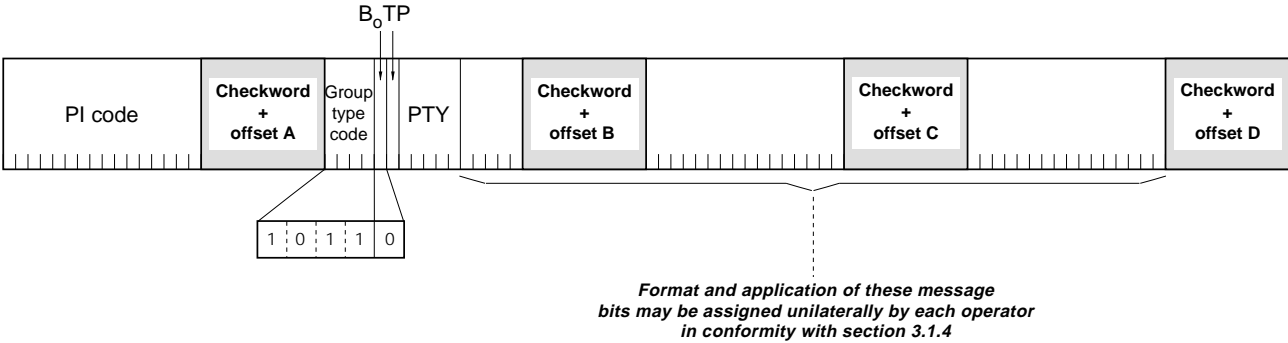 BoTP
PI code
Checkword
+
offset A
Group
type
code
PTY
Checkword
+
offset B
Checkword
+
offset C
Checkword
+
offset D
1 0 1 1 0
Format and application of these message
bits may be assigned unilaterally by each operator
in conformity with section 3.1.4